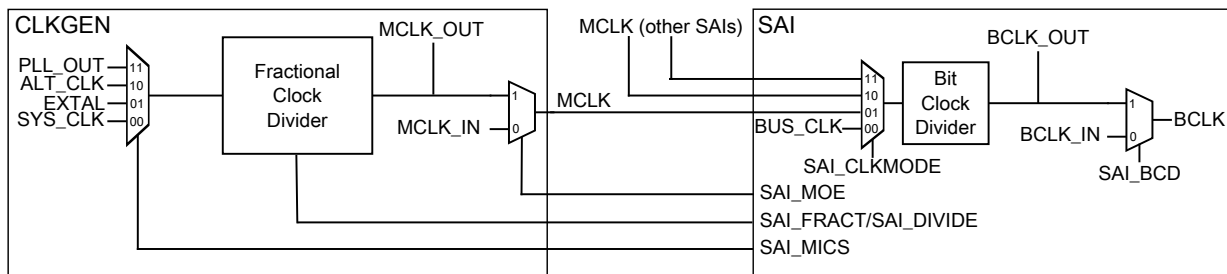 CLKGEN
PLL_OUT
ALT_CLK
EXTAL
SYS_CLK
11
10
01
00
Fractional
Clock
Divider
MCLK_OUT
MCLK_IN
1
0
MCLK
MCLK (other SAIs)
SAI
BUS_CLK
11
10
01
00
SAI_CLKMODE
Bit
Clock
Divider
BCLK_OUT
BCLK_IN
1
0
BCLK
SAI_BCD
SAI_MOE
SAI_FRACT/SAI_DIVIDE
SAI_MICS